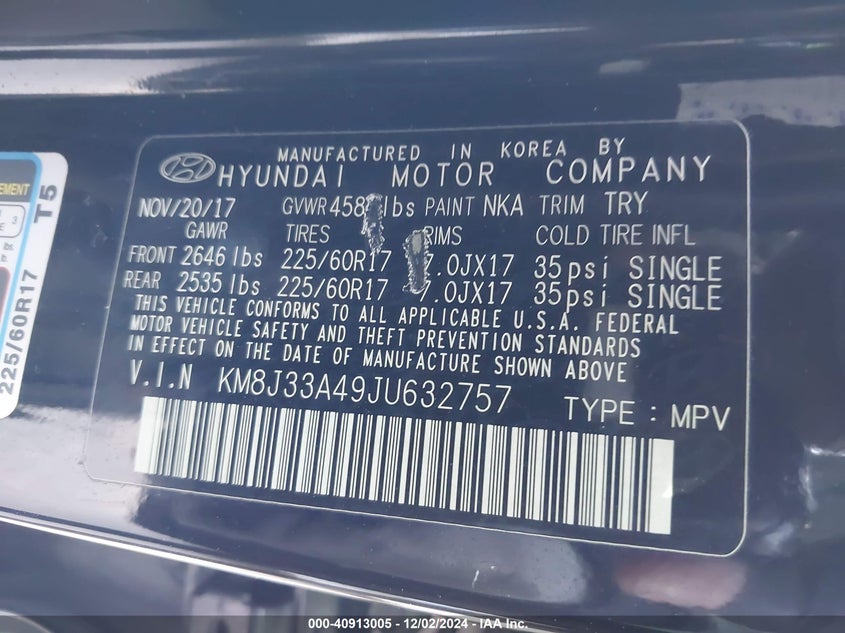 MANUFACTURED IN KOREA BY
HYUNDAI MOTOR COMPANY
NOV/20/17 GVWR lbs PAINT NKA TRIM TRY
GAWR TIRES COLD TIRE INFL
FRONT 2646 lbs 225/60R17 35psi SINGLE
REAR 2535 lbs 225/60R17 35psi SINGLE
THIS VEHICLE CONFORMS TO ALL APPLICABLE U.S.A. FEDERAL
MOTOR VEHICLE SAFETY AND THEFT PREVENTION STANDARDS
IN EFFECT ON THE DATE OF MANUFACTURE SHOWN ABOVE
V.I.N KM8J33A49JU632757 TYPE : MPV
225/60R17 T5
000-40913005 - 12/02/2024 - IAA Inc.